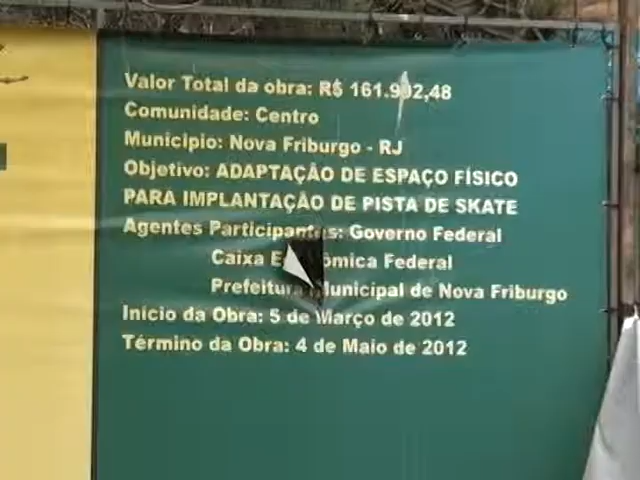 Valor Total da obra: R$ 161.902,48
Comunidade: Centro
Município: Nova Friburgo - RJ
Objetivo: ADAPTAÇÃO DE ESPAÇO FÍSICO
PARA IMPLANTAÇÃO DE PISTA DE SKATE
Agentes Participantes: Governo Federal
Caixa Econômica Federal
Prefeitura Municipal de Nova Friburgo
Início da Obra: 5 de Março de 2012
Término da Obra: 4 de Maio de 2012